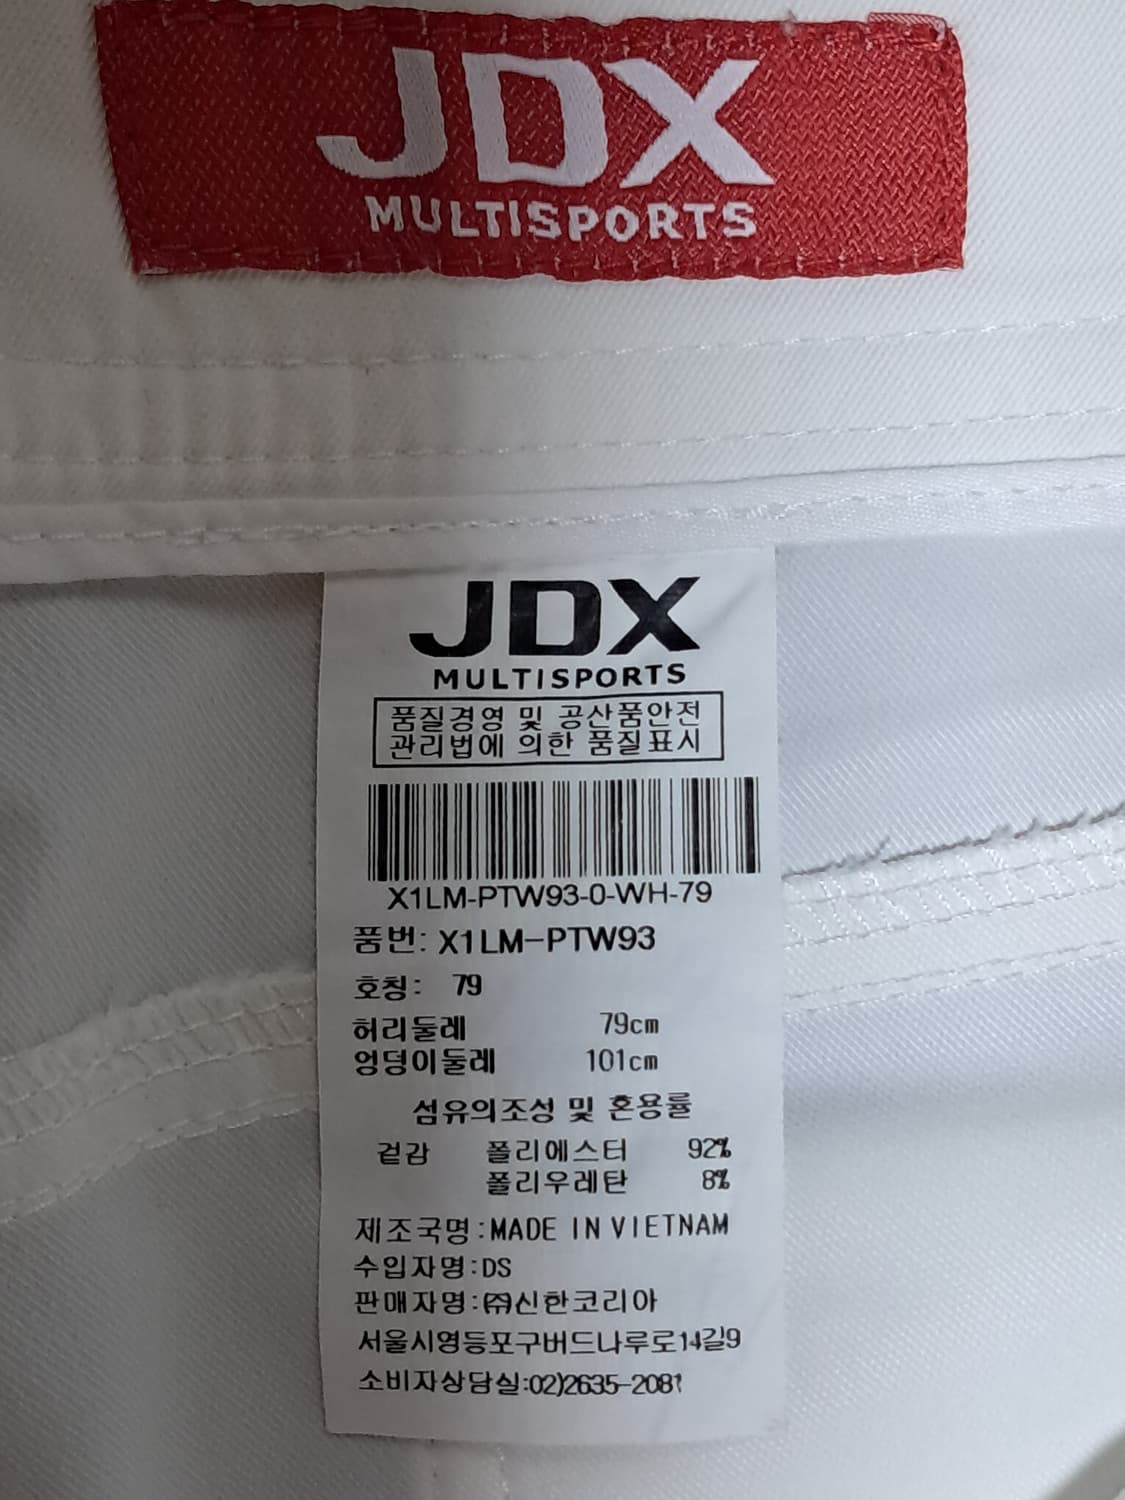 JDX
MULTISPORTS
JDX
MULTISPORTS
품질경영 및 공산품안전
관리법에 의한 품질표시
X1LM-PTW93-0-WH-79
품번: X1LM-PTW93
호칭: 79
허리둘레 79cm
엉덩이둘레 101cm
섬유의조성 및 혼용률
겉감 폴리에스터 92%
폴리우레탄 8%
제조국명:MADE IN VIETNAM
수입자명:DS
판매자명:㈜신한코리아
서울시영등포구버드나루로14길9
소비자상담실:02)2635-2081